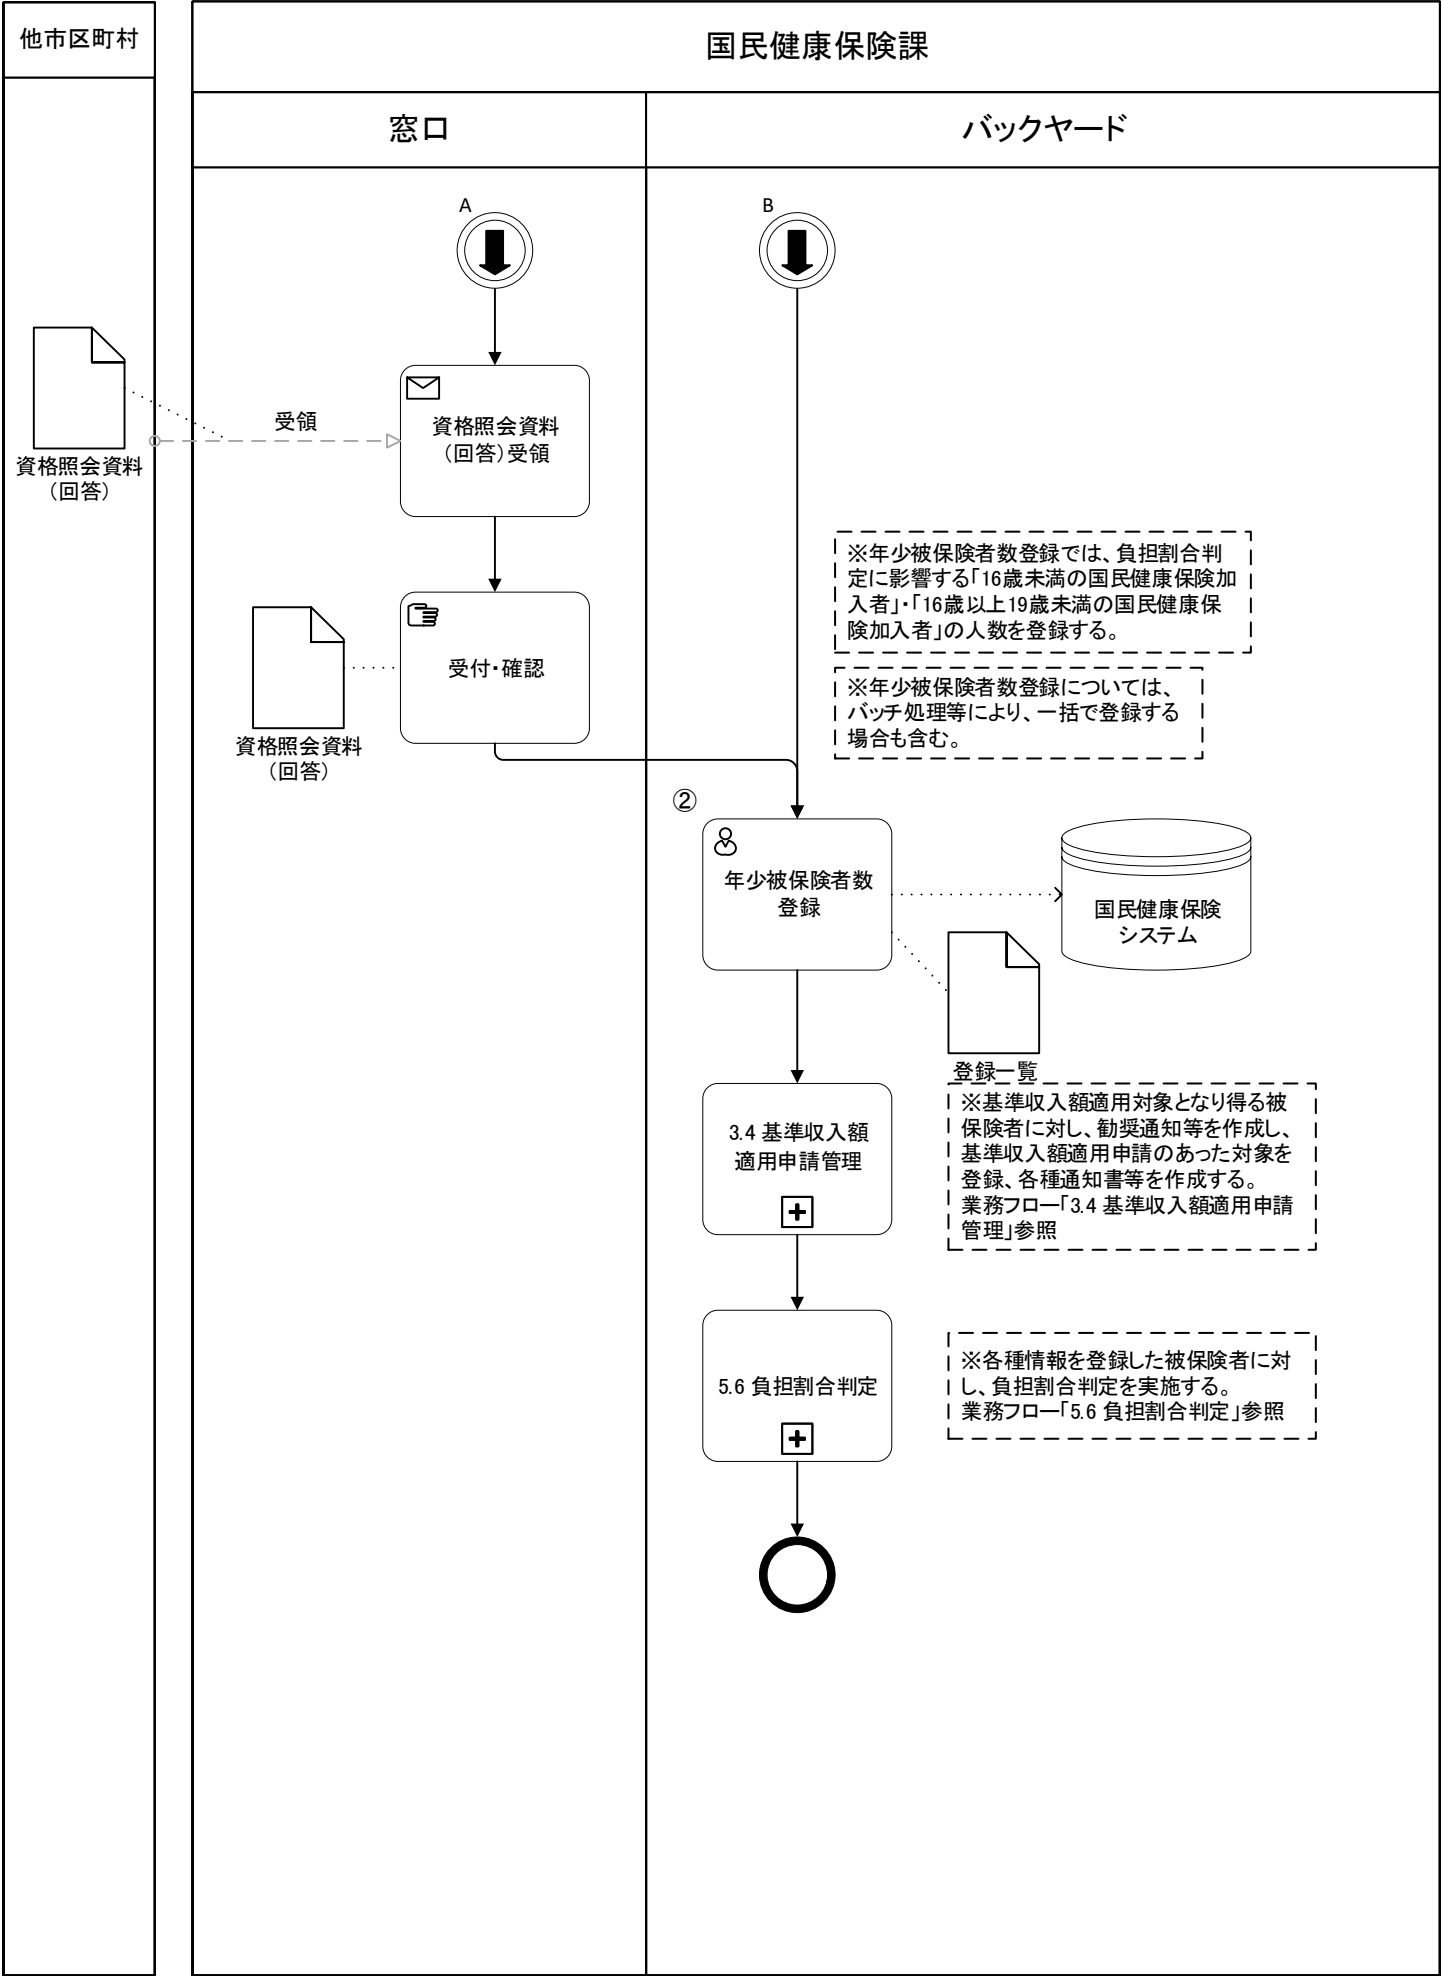 他市区町村
国民健康保険課
窓口
バックヤード
A
B
受領
資格照会資料
（回答）
資格照会資料
（回答）受領
※年少被保険者数登録では、負担割合判
定に影響する「16歳未満の国民健康保険加
入者」・「16歳以上19歳未満の国民健康保
険加入者」の人数を登録する。
受付・確認
資格照会資料
（回答）
※年少被保険者数登録については、
バッチ処理等により、一括で登録する
場合も含む。
②
年少被保険者数
登録
国民健康保険
システム
登録一覧
3.4 基準収入額
適用申請管理
※基準収入額適用対象となり得る被
保険者に対し、勧奨通知等を作成し、
基準収入額適用申請のあった対象を
登録、各種通知書等を作成する。
業務フロー「3.4 基準収入額適用申請
管理」参照
5.6 負担割合判定
※各種情報を登録した被保険者に対
し、負担割合判定を実施する。
業務フロー「5.6 負担割合判定」参照